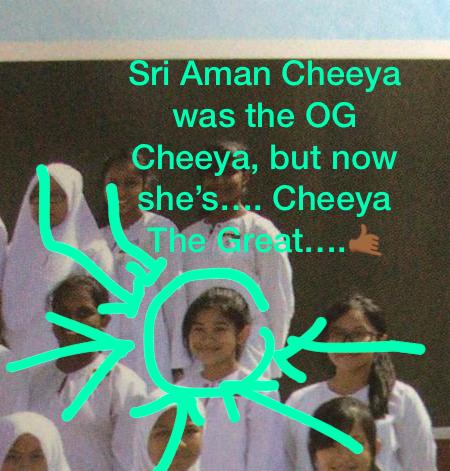 Sri Aman Cheeya
was the OG
Cheeya, but now
she’s.... Cheeya
The Great....🤙🏾